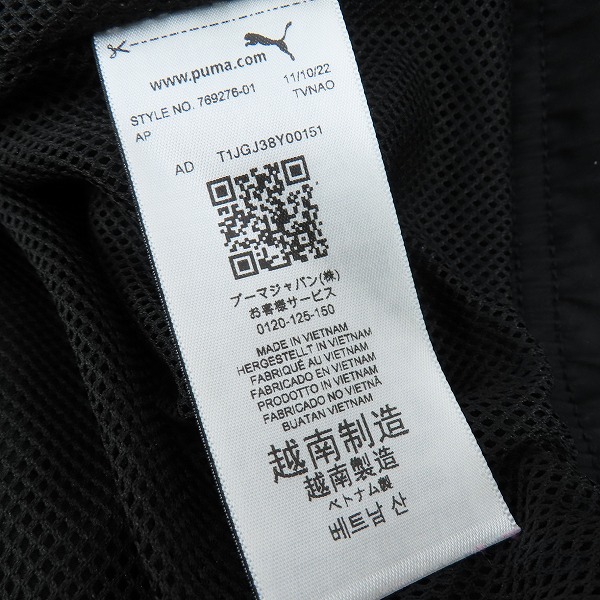 www.puma.com
STYLE NO. 769276-01 11/10/22
AP TVNAO
AD T1JGJ38Y00151
プーマジャパン(株)
お客様サービス
0120-125-150
MADE IN VIETNAM
HERGESTELLT IN VIETNAM
FABRIQUÉ AU VIETNAM
FABRICADO EN VIETNAM
PRODOTTO IN VIETNAM
FABRICADO NO VIETNÃ
BUATAN VIETNAM
越南制造
越南製造
ベトナム製
베트남 산